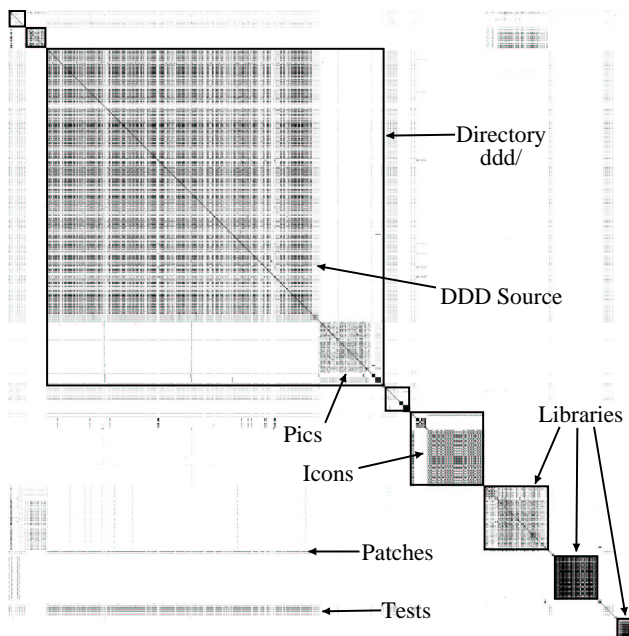 Directory
ddd/
DDD Source
Pics
Libraries
Icons
Patches
Tests